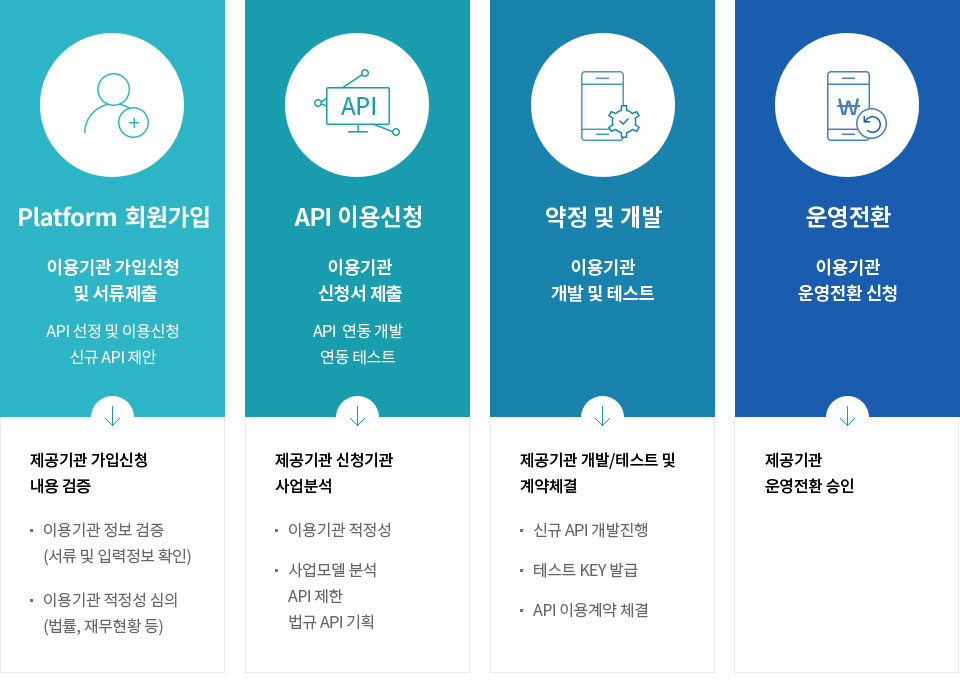 Platform 회원가입
이용기관 가입신청
및 서류제출
API 선정 및 이용신청
신규 API 제안
제공기관 가입신청
내용 검증
· 이용기관 정보 검증
(서류 및 입력정보 확인)
· 이용기관 적정성 심의
(법률, 재무현황 등)
API
API 이용신청
이용기관
신청서 제출
API 연동 개발
연동 테스트
제공기관 신청기관
사업분석
· 이용기관 적정성
· 사업모델 분석
API 제한
법규 API 기획
약정 및 개발
이용기관
개발 및 테스트
제공기관 개발/테스트 및
계약체결
· 신규 API 개발진행
· 테스트 KEY 발급
· API 이용계약 체결
₩
운영전환
이용기관
운영전환 신청
제공기관
운영전환 승인